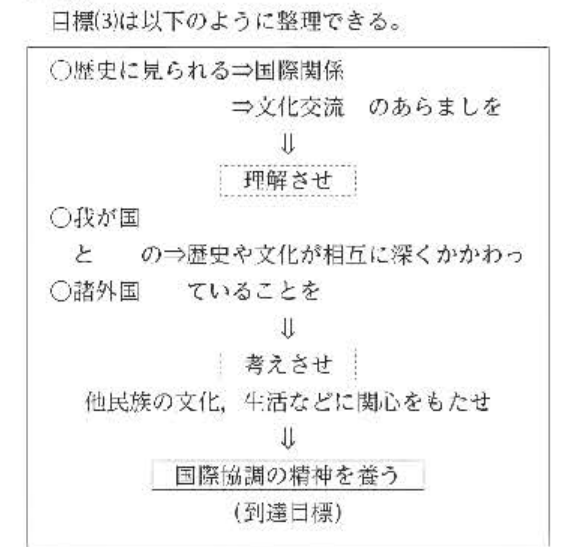 目標(3)は以下のように整理できる。
○歴史に見られる⇒国際関係
⇒文化交流　のあらましを
⇓
理解させ
○我が国
と　　の⇒歴史や文化が相互に深くかかわっ
○諸外国　　ていることを
⇓
考えさせ
他民族の文化，生活などに関心をもたせ
⇓
国際協調の精神を養う
(到達目標)